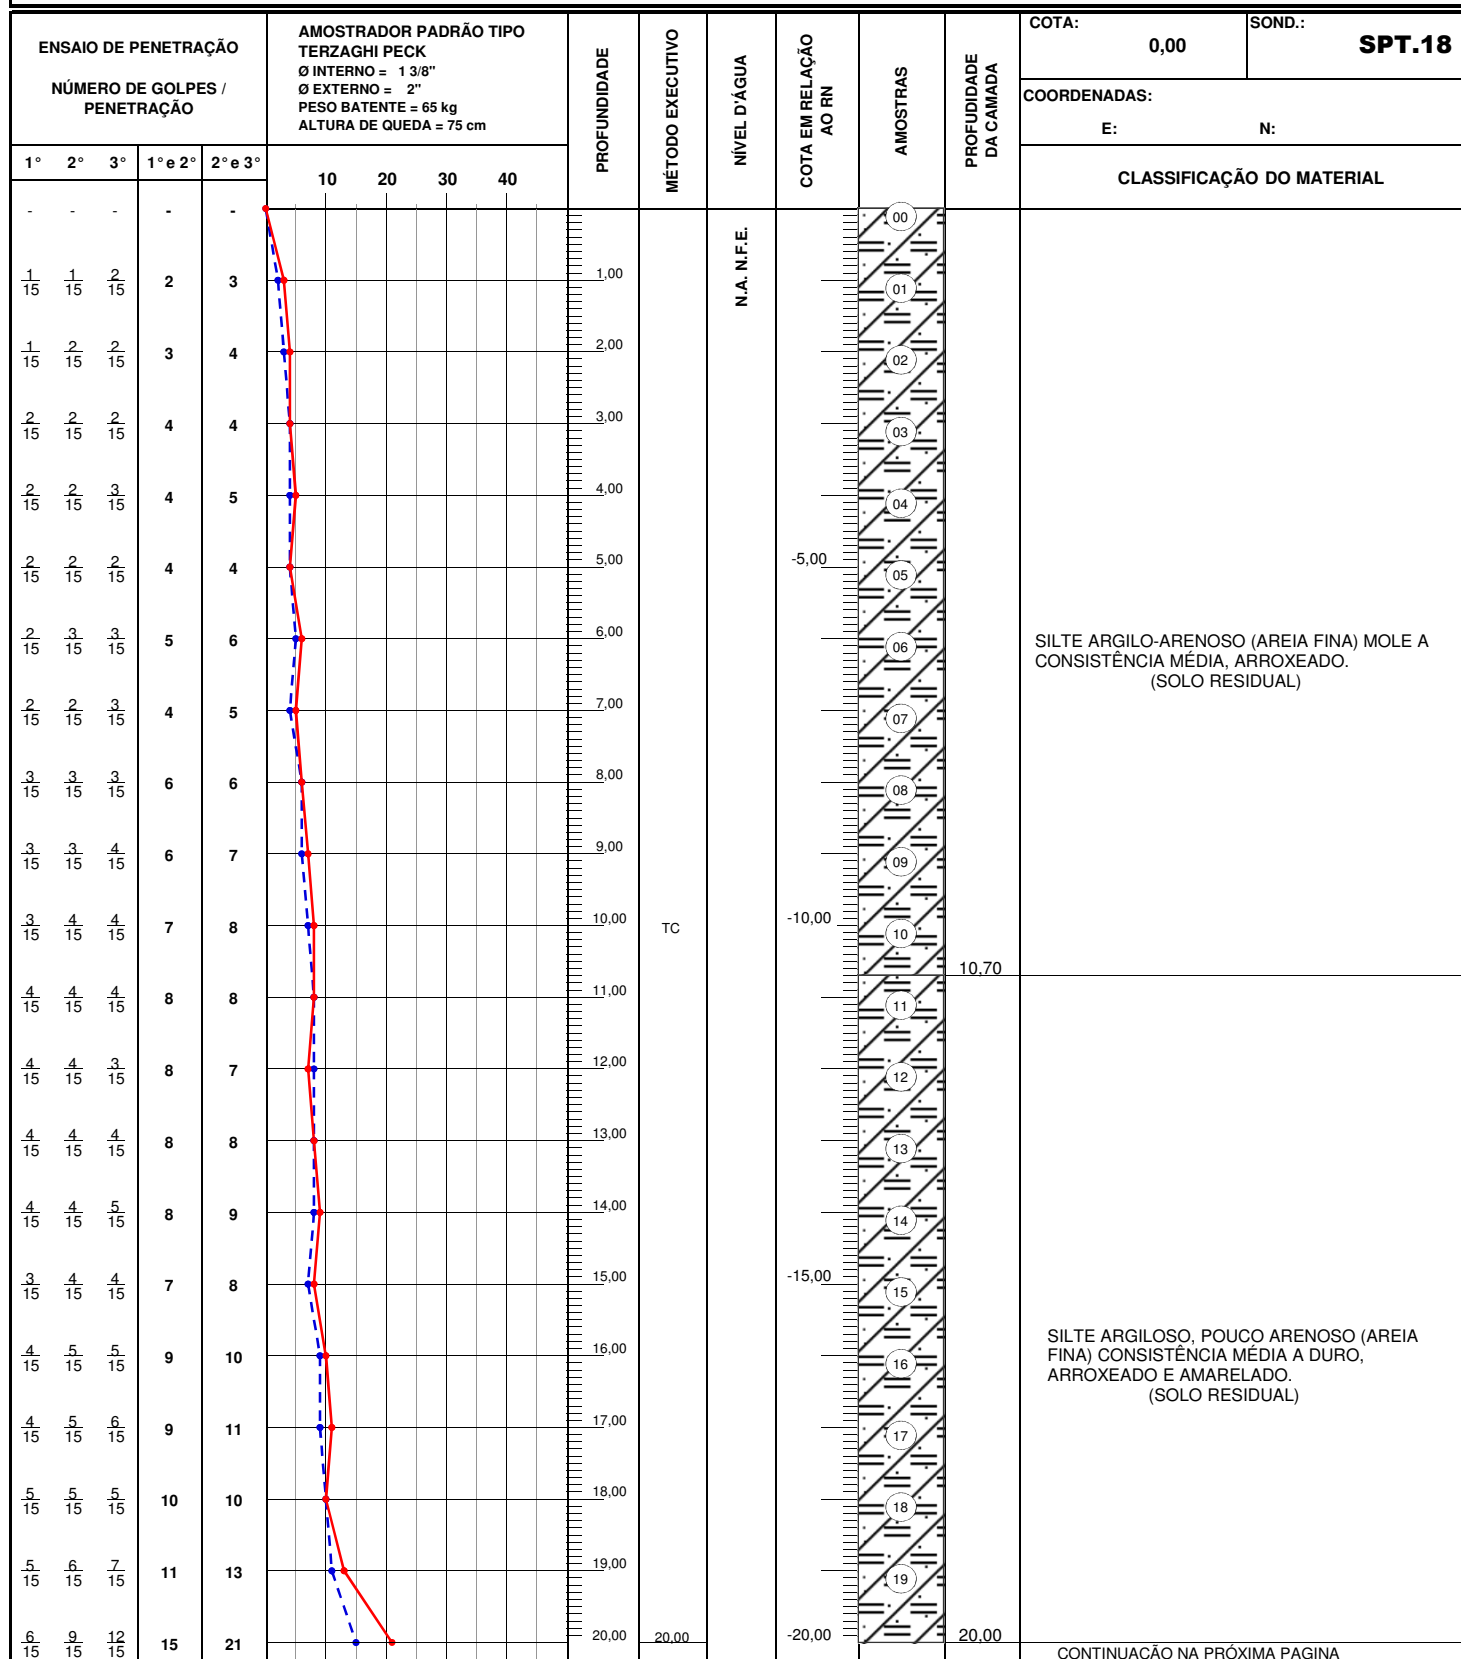 ENSAIO DE PENETRAÇÃO
NÚMERO DE GOLPES /
PENETRAÇÃO
AMOSTRADOR PADRÃO TIPO
TERZAGHI PECK
Ø INTERNO = 1 3/8"
Ø EXTERNO = 2"
PESO BATENTE = 65 kg
ALTURA DE QUEDA = 75 cm
PROFUNDIDADE
MÉTODO EXECUTIVO
NÍVEL D'ÁGUA
COTA EM RELAÇÃO
AO RN
AMOSTRAS
PROFUDIDADE
DA CAMADA
COTA:
0,00
SOND.:
SPT.18
COORDENADAS:
E: N:
CLASSIFICAÇÃO DO MATERIAL
1° 2° 3° 1°e 2° 2°e 3°
10 20 30 40
- - - - - 00
N.A. N.F.E.
1/15 1/15 2/15 2 3 1,00 01
1/15 2/15 2/15 3 4 2,00 02
2/15 2/15 2/15 4 4 3,00 03
2/15 2/15 3/15 4 5 4,00 04
2/15 2/15 2/15 4 4 5,00 -5,00 05
2/15 3/15 3/15 5 6 6,00 06
SILTE ARGILO-ARENOSO (AREIA FINA) MOLE A
CONSISTÊNCIA MÉDIA, ARROXEADO.
(SOLO RESIDUAL)
2/15 2/15 3/15 4 5 7,00 07
3/15 3/15 3/15 6 6 8,00 08
3/15 3/15 4/15 6 7 9,00 09
3/15 4/15 4/15 7 8 10,00 TC -10,00 10
10,70
4/15 4/15 4/15 8 8 11,00 11
4/15 4/15 3/15 8 7 12,00 12
4/15 4/15 4/15 8 8 13,00 13
4/15 4/15 5/15 8 9 14,00 14
3/15 4/15 4/15 7 8 15,00 -15,00 15
4/15 5/15 5/15 9 10 16,00 16
SILTE ARGILOSO, POUCO ARENOSO (AREIA
FINA) CONSISTÊNCIA MÉDIA A DURO,
ARROXEADO E AMARELADO.
(SOLO RESIDUAL)
4/15 5/15 6/15 9 11 17,00 17
5/15 5/15 5/15 10 10 18,00 18
5/15 6/15 7/15 11 13 19,00 19
6/15 9/15 12/15 15 21 20,00 20,00 -20,00 20,00
CONTINUAÇÃO NA PRÓXIMA PAGINA